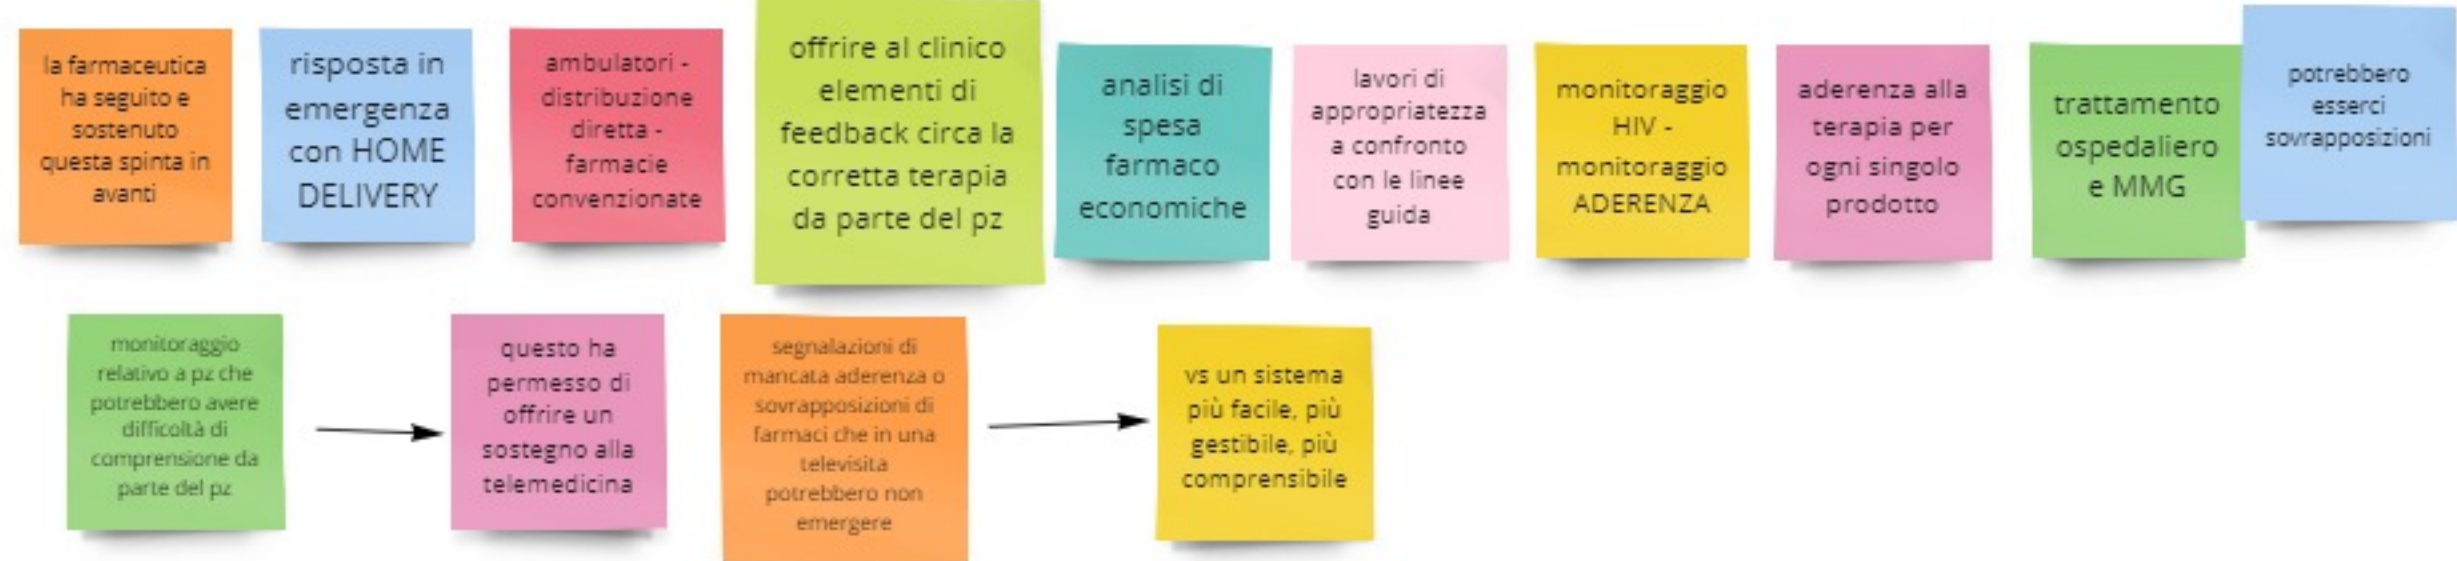 la farmaceutica
ha seguito e
sostenuto
questa spinta in
avanti
risposta in
emergenza
con HOME
DELIVERY
ambulatori -
distribuzione
diretta -
farmacie
convenzionate
offrire al clinico
elementi di
feedback circa la
corretta terapia
da parte del pz
analisi di
spesa
farmaco
economiche
lavori di
appropriatezza
a confronto
con le linee
guida
monitoraggio
HIV -
monitoraggio
ADERENZA
aderenza alla
terapia per
ogni singolo
prodotto
trattamento
ospedaliero
e MMG
potrebbero
esserci
sovrapposizioni
monitoraggio
relativo a pz che
potrebbero avere
difficoltà di
comprensione da
parte del pz
questo ha
permesso di
offrire un
sostegno alla
telemedicina
segnalazioni di
mancata aderenza o
sovrapposizioni di
farmaci che in una
televisita
potrebbero non
emergere
vs un sistema
più facile, più
gestibile, più
comprensibile